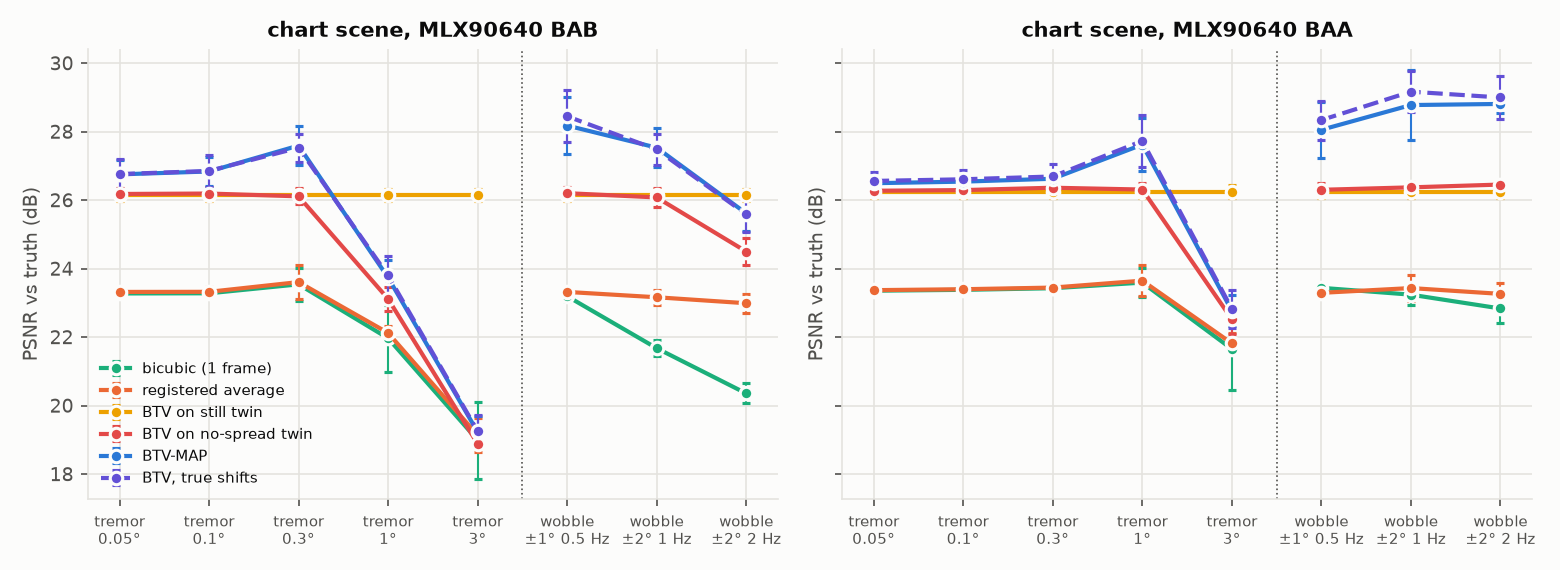 chart scene, MLX90640 BAB
chart scene, MLX90640 BAA
PSNR vs truth (dB)
30
28
26
24
22
20
18
bicubic (1 frame)
registered average
BTV on still twin
BTV on no-spread twin
BTV-MAP
BTV, true shifts
tremor
0.05°
tremor
0.1°
tremor
0.3°
tremor
1°
tremor
3°
wobble
±1° 0.5 Hz
wobble
±2° 1 Hz
wobble
±2° 2 Hz
PSNR vs truth (dB)
tremor
0.05°
tremor
0.1°
tremor
0.3°
tremor
1°
tremor
3°
wobble
±1° 0.5 Hz
wobble
±2° 1 Hz
wobble
±2° 2 Hz